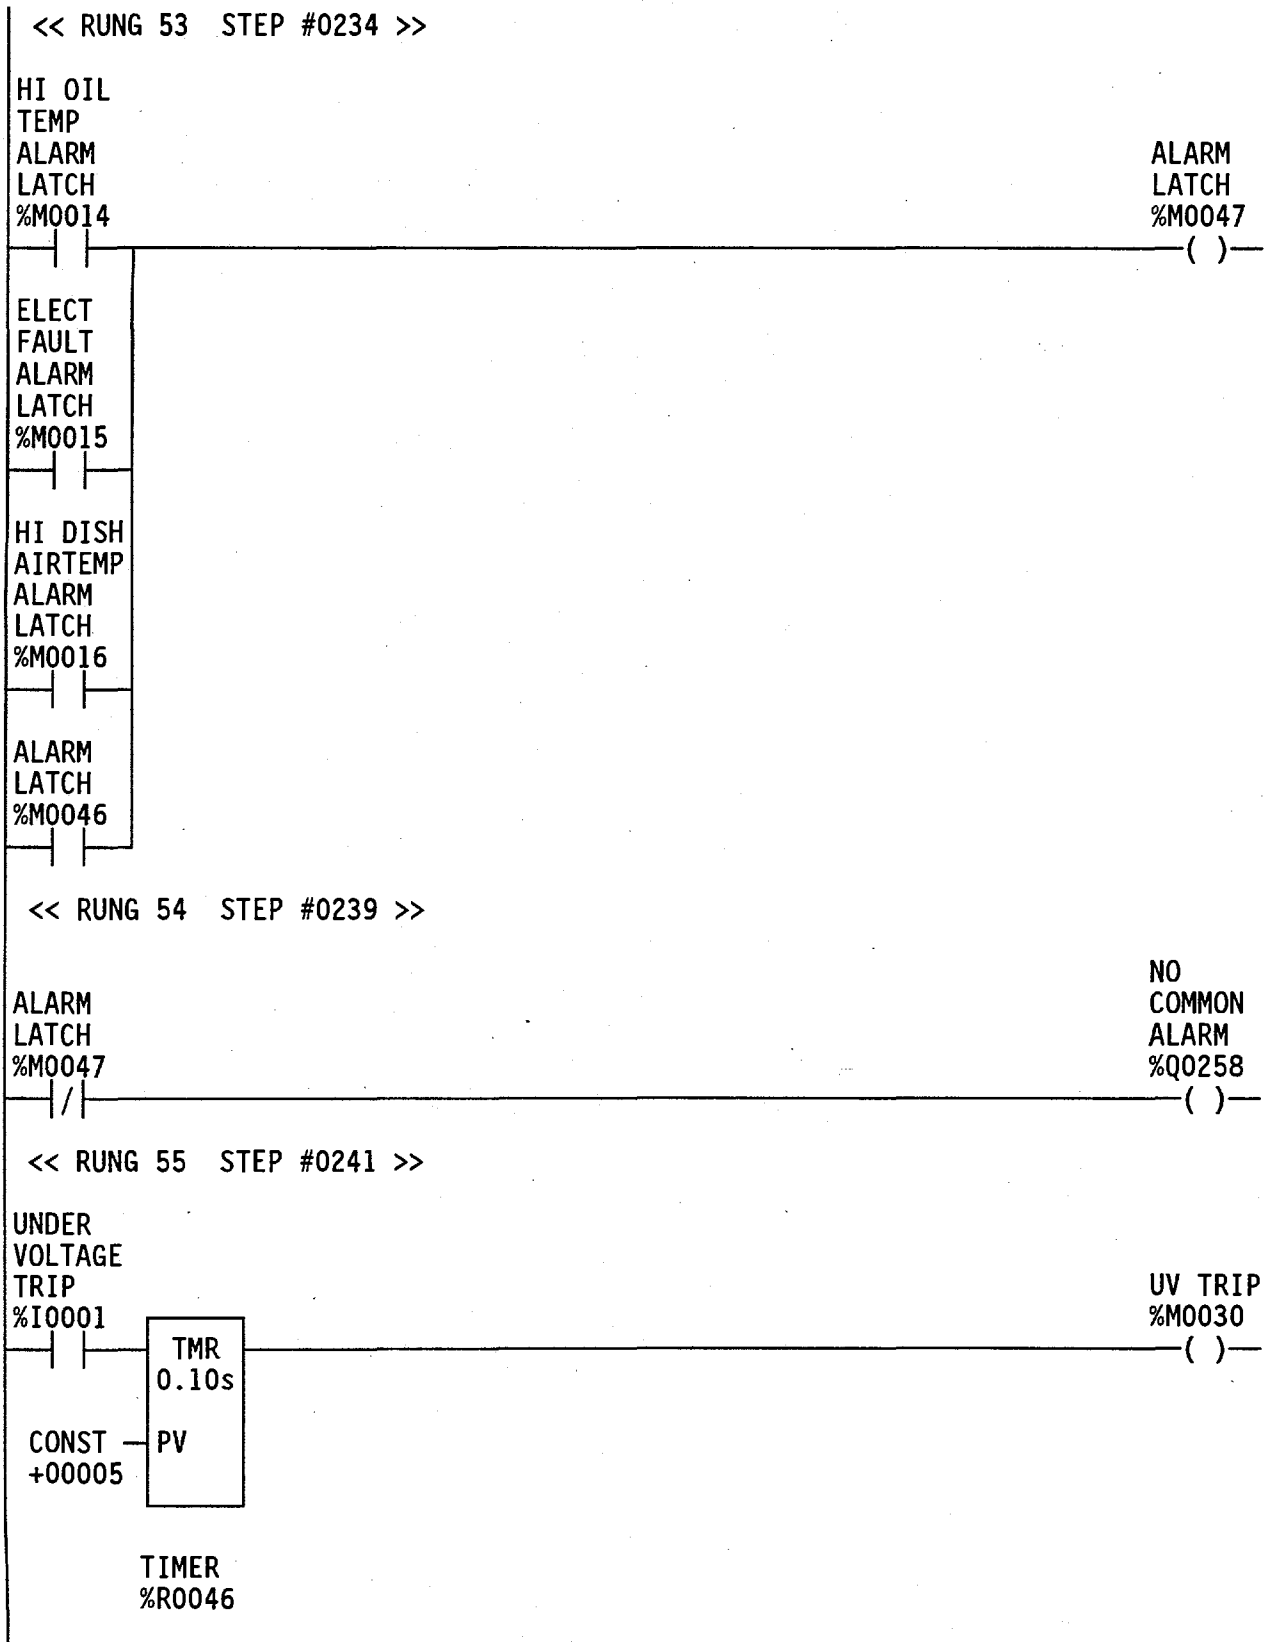 << RUNG 53 STEP #0234 >>
HI OIL
TEMP
ALARM
LATCH
%M0014
ALARM
LATCH
%M0047
( )
ELECT
FAULT
ALARM
LATCH
%M0015
HI DISH
AIRTEMP
ALARM
LATCH
%M0016
ALARM
LATCH
%M0046
<< RUNG 54 STEP #0239 >>
ALARM
LATCH
%M0047
/
NO
COMMON
ALARM
%Q0258
( )
<< RUNG 55 STEP #0241 >>
UNDER
VOLTAGE
TRIP
%I0001
UV TRIP
%M0030
( )
TMR
0.10s
CONST
+00005
PV
TIMER
%R0046